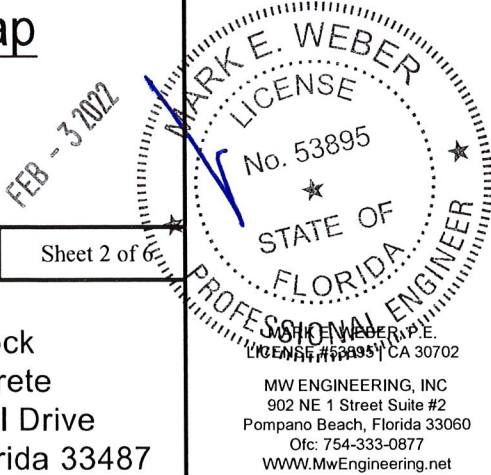 ap
FEB - 3 2022
Sheet 2 of 6
ock
rete
l Drive
rida 33487
MARK E. WEBER
LICENSE
No. 53895
STATE OF
FLORIDA
PROFESSIONAL ENGINEER
MARK E. WEBER, P.E.
LICENSE #53895 | CA 30702
MW ENGINEERING, INC
902 NE 1 Street Suite #2
Pompano Beach, Florida 33060
Ofc: 754-333-0877
WWW.MwEngineering.net